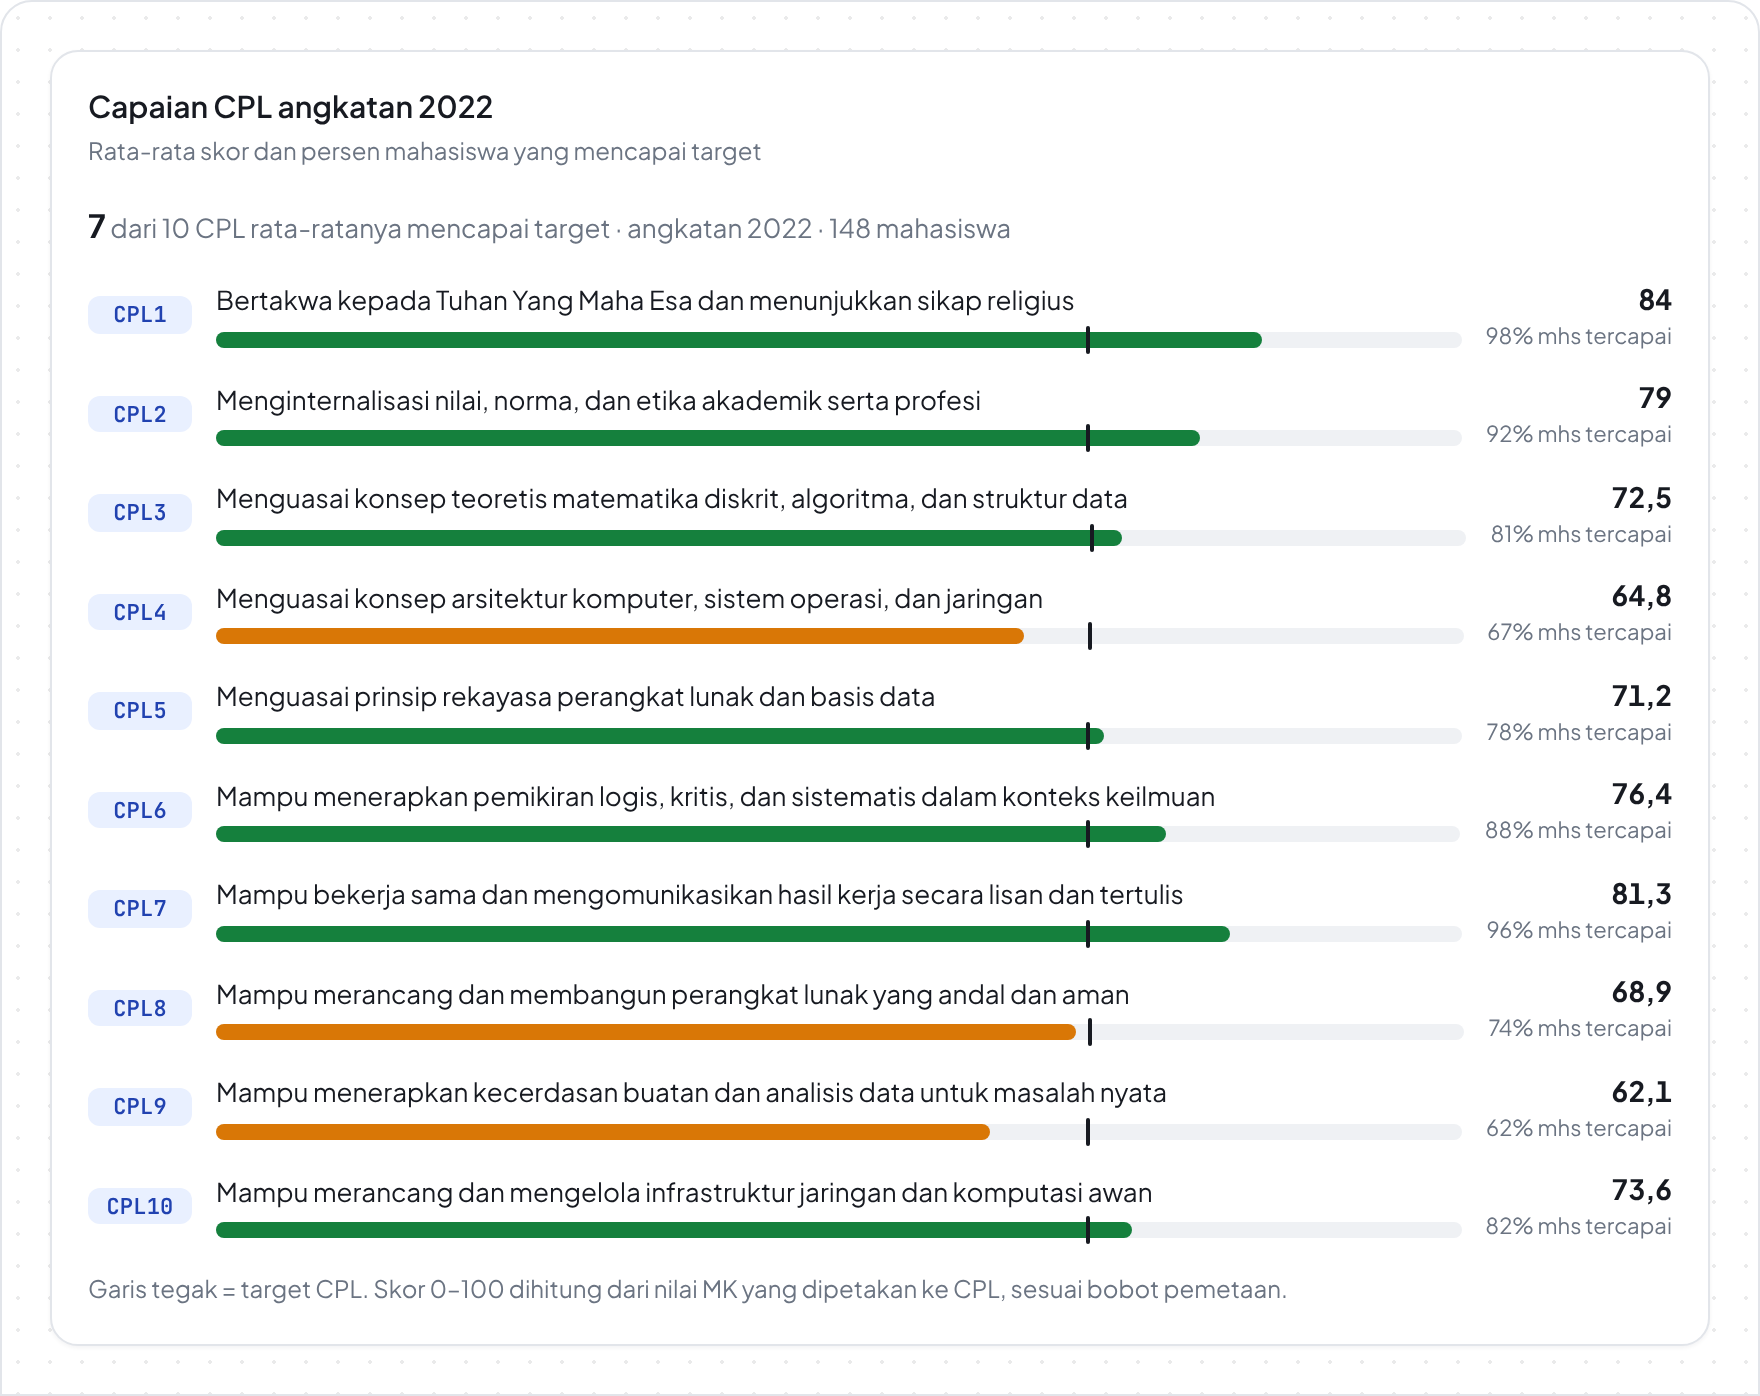 Capaian CPL angkatan 2022
Rata-rata skor dan persen mahasiswa yang mencapai target
7 dari 10 CPL rata-ratanya mencapai target · angkatan 2022 · 148 mahasiswa
CPL1 Bertakwa kepada Tuhan Yang Maha Esa dan menunjukkan sikap religius 84
98% mhs tercapai
CPL2 Menginternalisasi nilai, norma, dan etika akademik serta profesi 79
92% mhs tercapai
CPL3 Menguasai konsep teoretis matematika diskrit, algoritma, dan struktur data 72,5
81% mhs tercapai
CPL4 Menguasai konsep arsitektur komputer, sistem operasi, dan jaringan 64,8
67% mhs tercapai
CPL5 Menguasai prinsip rekayasa perangkat lunak dan basis data 71,2
78% mhs tercapai
CPL6 Mampu menerapkan pemikiran logis, kritis, dan sistematis dalam konteks keilmuan 76,4
88% mhs tercapai
CPL7 Mampu bekerja sama dan mengomunikasikan hasil kerja secara lisan dan tertulis 81,3
96% mhs tercapai
CPL8 Mampu merancang dan membangun perangkat lunak yang andal dan aman 68,9
74% mhs tercapai
CPL9 Mampu menerapkan kecerdasan buatan dan analisis data untuk masalah nyata 62,1
62% mhs tercapai
CPL10 Mampu merancang dan mengelola infrastruktur jaringan dan komputasi awan 73,6
82% mhs tercapai
Garis tegak = target CPL. Skor 0–100 dihitung dari nilai MK yang dipetakan ke CPL, sesuai bobot pemetaan.